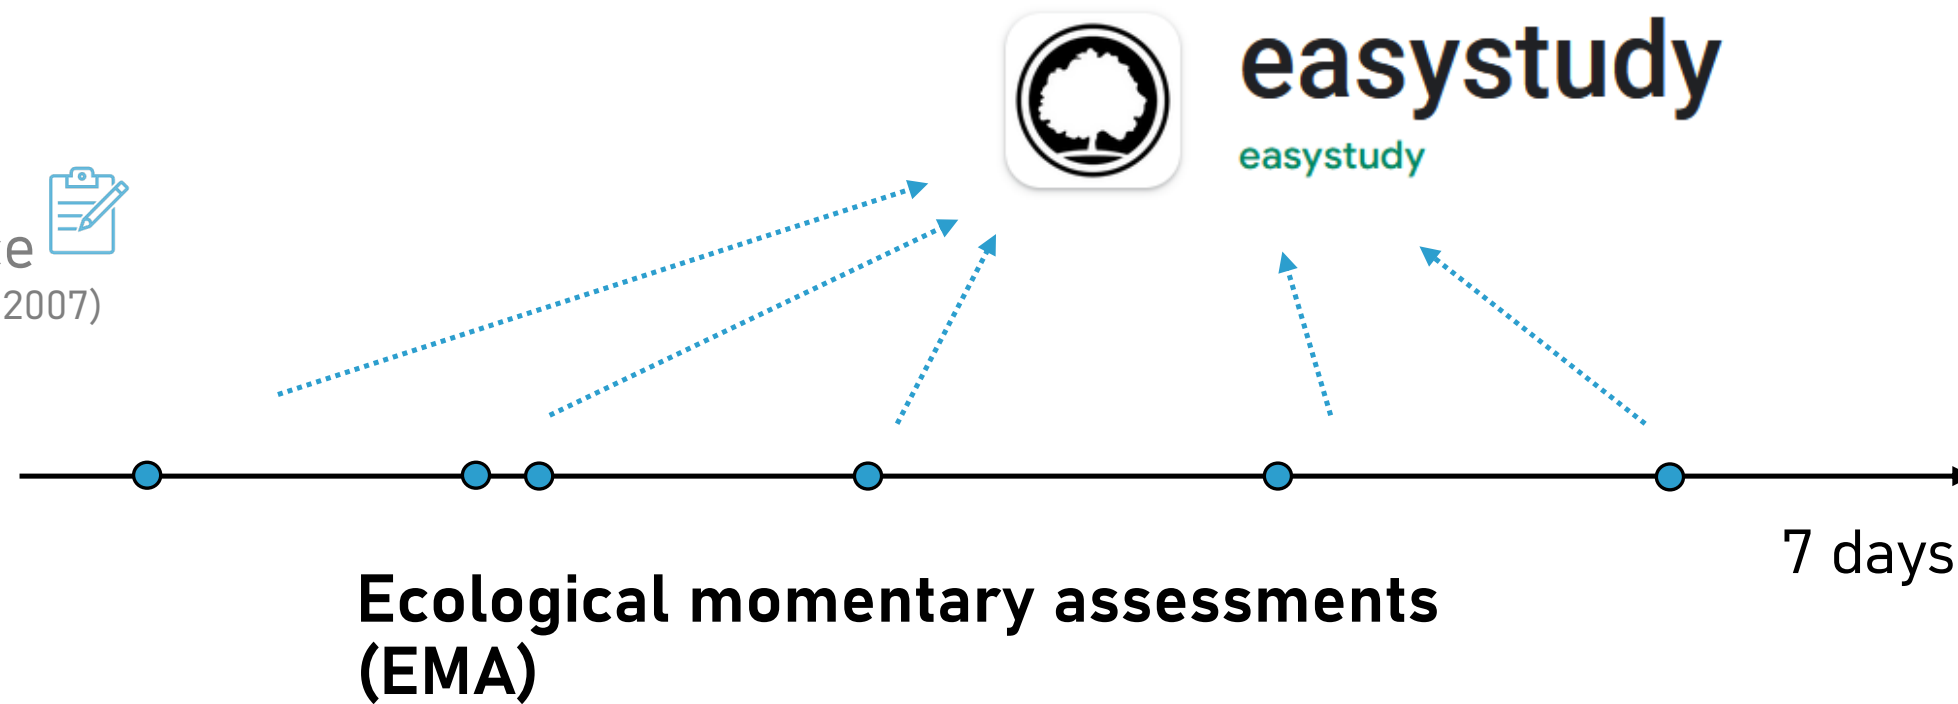 easystudy
easystudy
2007)
7 days
Ecological momentary assessments
(EMA)